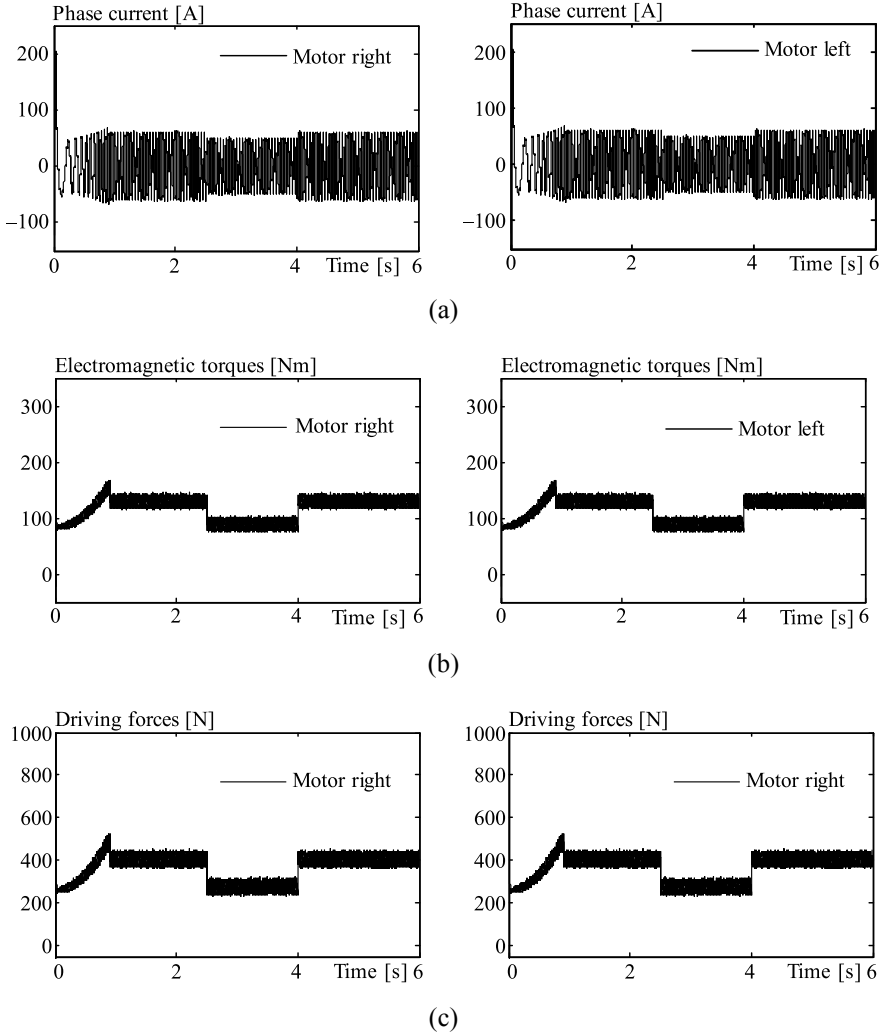 Phase current [A]
200
100
0
−100
Motor right
0 2 4 Time [s] 6
Phase current [A]
200
100
0
−100
Motor left
0 2 4 Time [s] 6
(a)
Electromagnetic torques [Nm]
300
200
100
0
Motor right
0 2 4 Time [s] 6
Electromagnetic torques [Nm]
300
200
100
0
Motor left
0 2 4 Time [s] 6
(b)
Driving forces [N]
1000
800
600
400
200
0
Motor right
0 2 4 Time [s] 6
Driving forces [N]
1000
800
600
400
200
0
Motor right
0 2 4 Time [s] 6
(c)